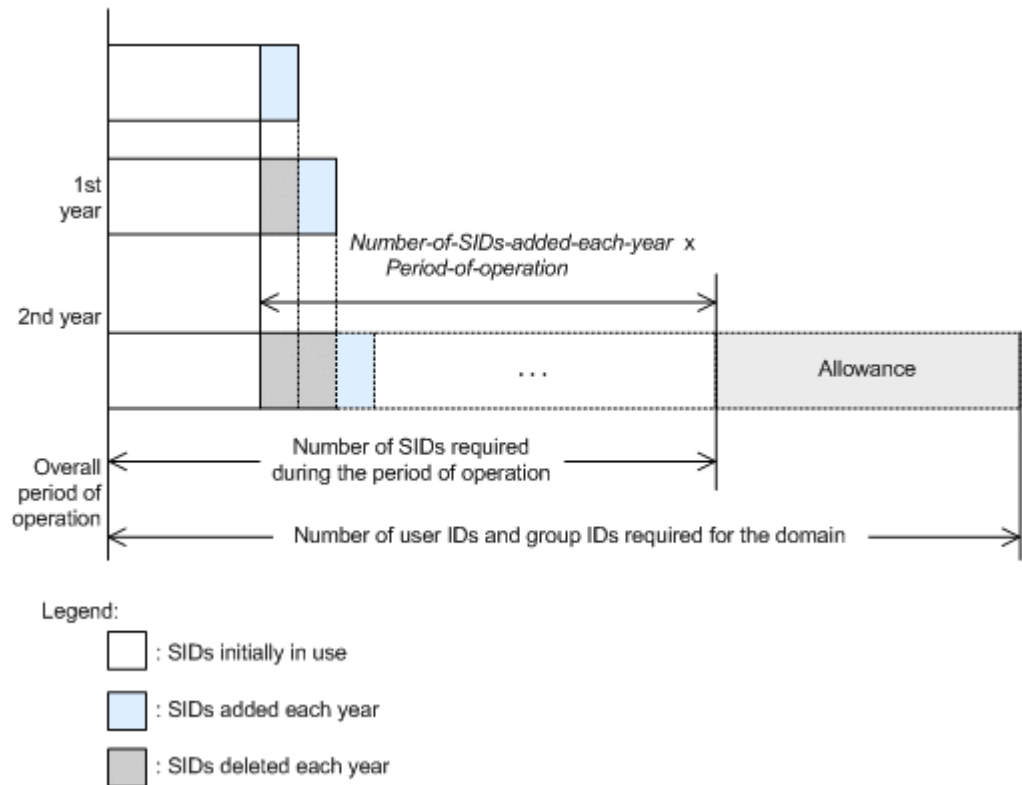 1st
year
Number-of-SIDs-added-each-year x
Period-of-operation
2nd year
...
Allowance
Number of SIDs required
during the period of operation
Overall
period of
operation
Number of user IDs and group IDs required for the domain
Legend:
: SIDs initially in use
: SIDs added each year
: SIDs deleted each year